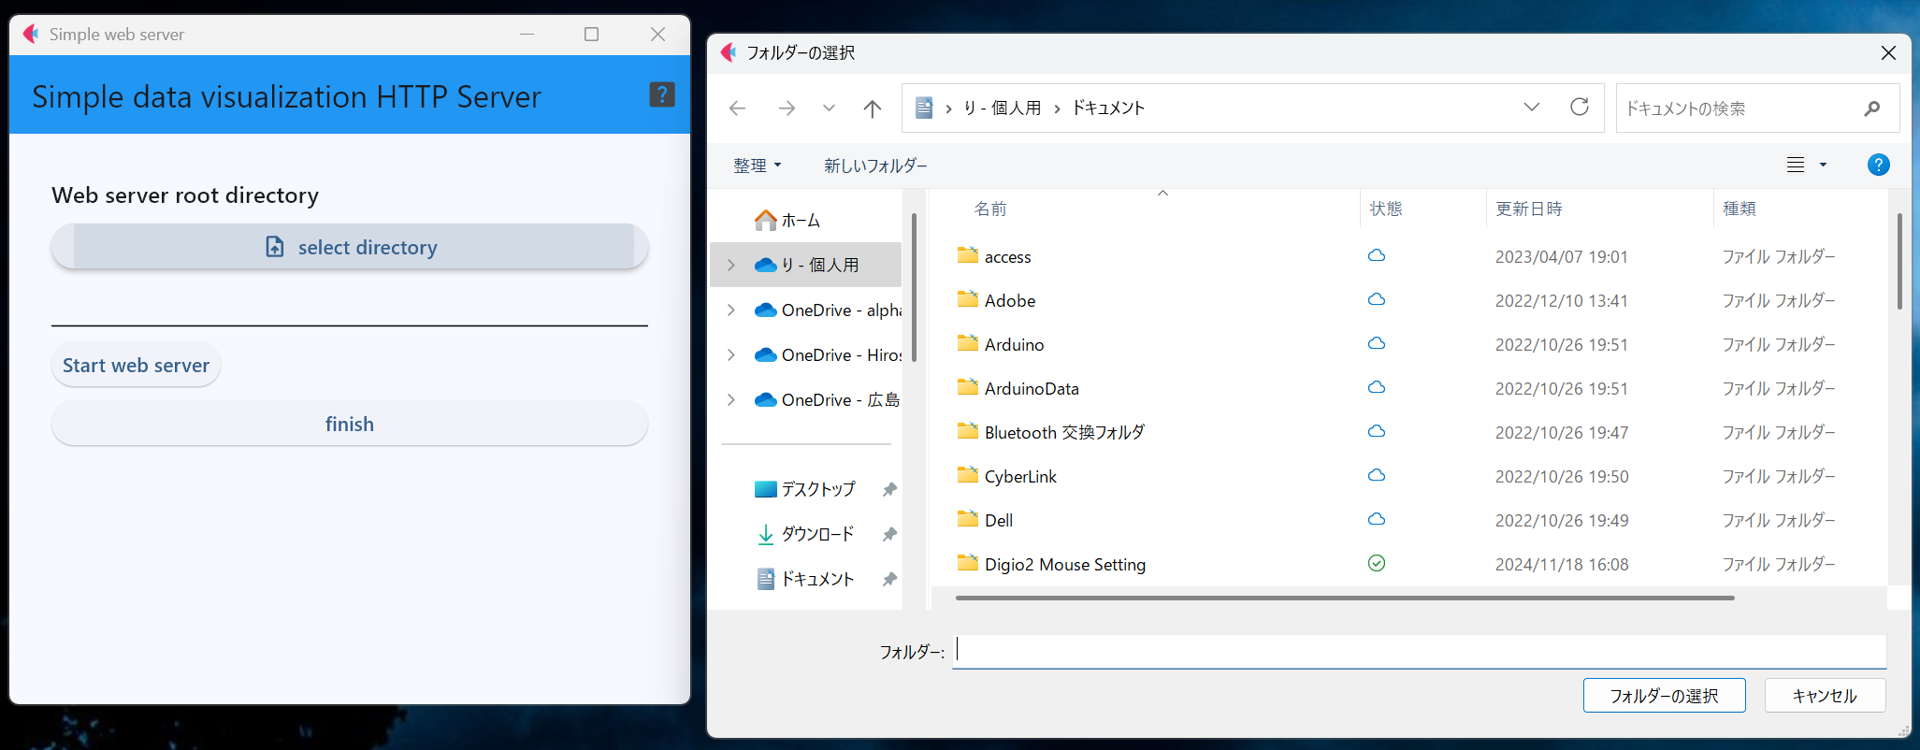 Simple web server
Simple data visualization HTTP Server
?
Web server root directory
select directory
Start web server
finish
フォルダーの選択
り - 個人用 › ドキュメント
ドキュメントの検索
整理
新しいフォルダー
?
ホーム
り - 個人用
OneDrive - alpha
OneDrive - Hiros
OneDrive - 広島
デスクトップ
ダウンロード
ドキュメント
名前 状態 更新日時 種類
access 2023/04/07 19:01 ファイル フォルダー
Adobe 2022/12/10 13:41 ファイル フォルダー
Arduino 2022/10/26 19:51 ファイル フォルダー
ArduinoData 2022/10/26 19:51 ファイル フォルダー
Bluetooth 交換フォルダ 2022/10/26 19:47 ファイル フォルダー
CyberLink 2022/10/26 19:50 ファイル フォルダー
Dell 2022/10/26 19:49 ファイル フォルダー
Digio2 Mouse Setting 2024/11/18 16:08 ファイル フォルダー
フォルダー:
フォルダーの選択
キャンセル